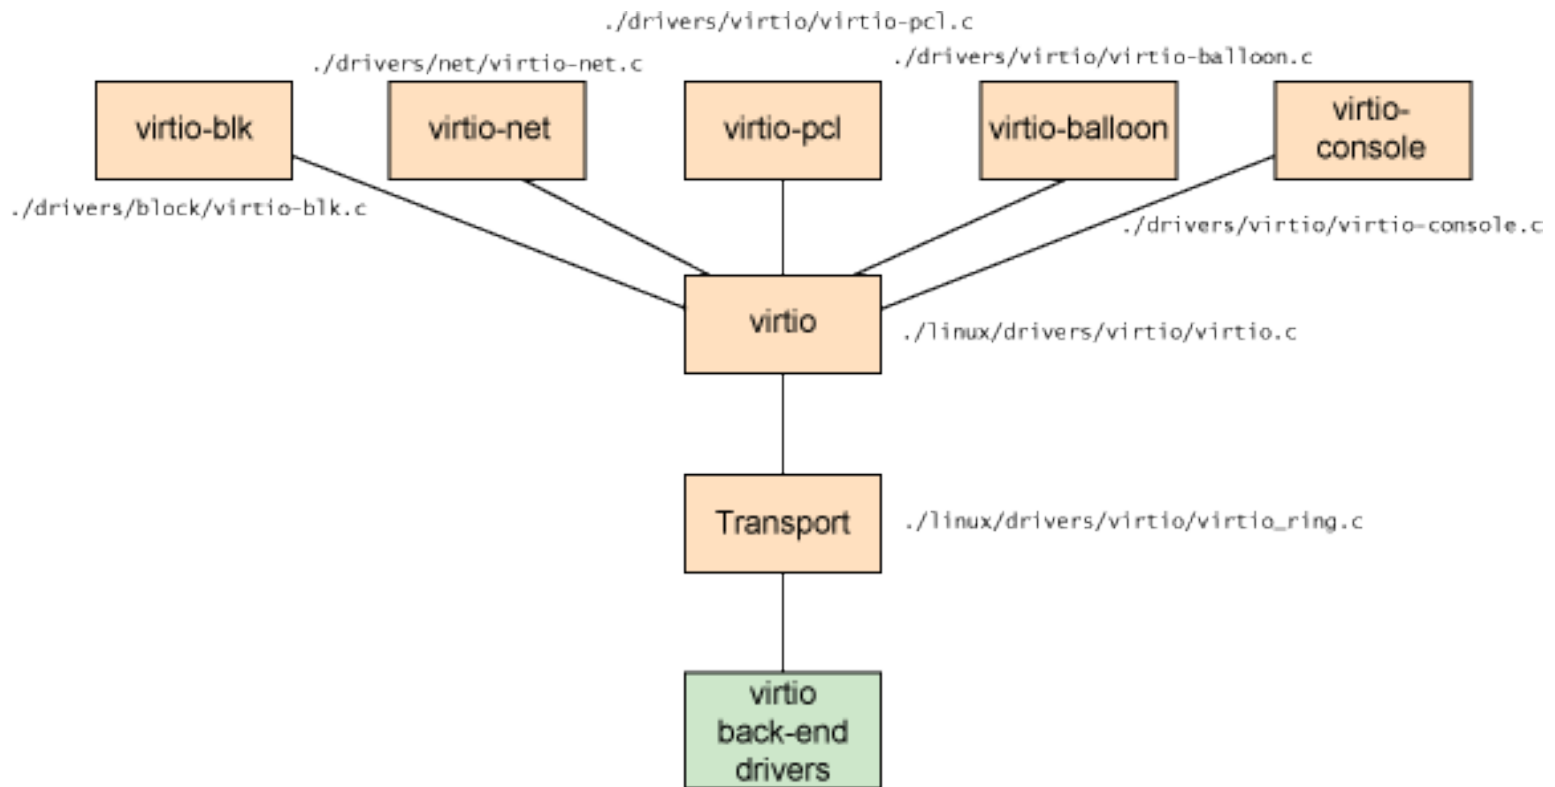 ./drivers/virtio/virtio-pcl.c
./drivers/net/virtio-net.c
./drivers/virtio/virtio-balloon.c
virtio-blk
virtio-net
virtio-pcl
virtio-balloon
virtio-
console
./drivers/block/virtio-blk.c
./drivers/virtio/virtio-console.c
virtio
./linux/drivers/virtio/virtio.c
Transport
./linux/drivers/virtio/virtio_ring.c
virtio
back-end
drivers